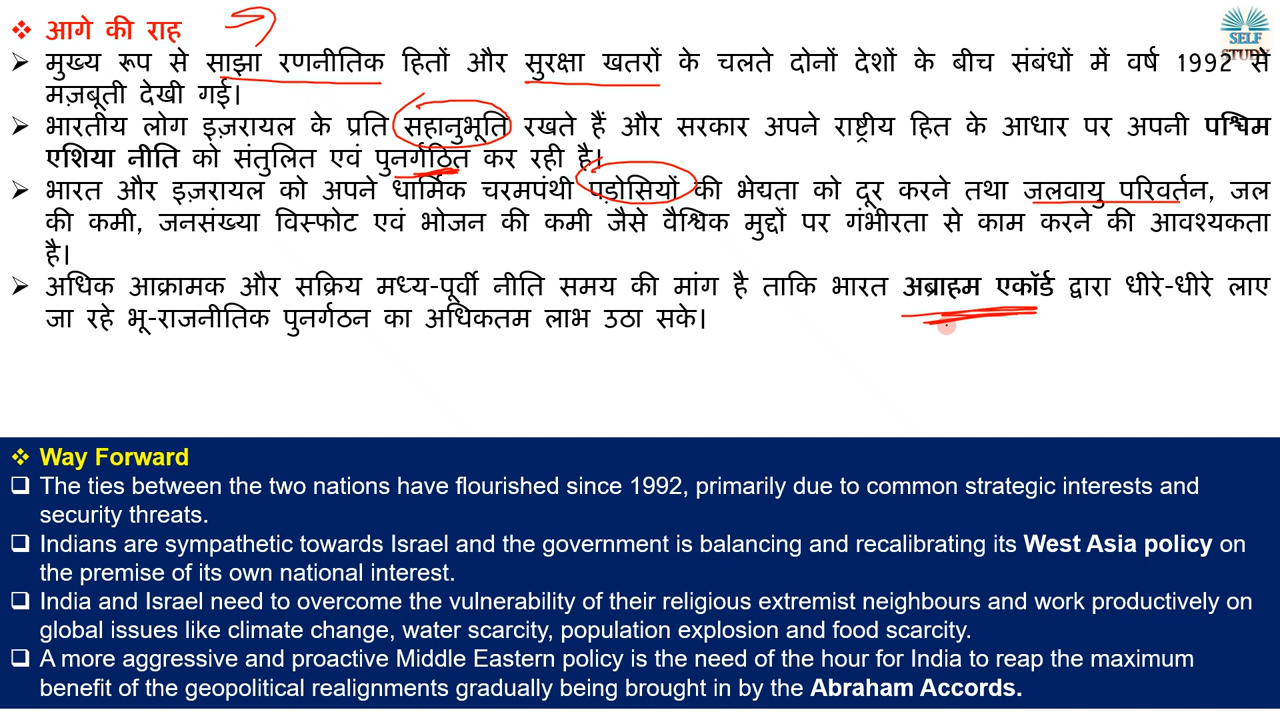 ❖ आगे की राह
SELF
STUDY
➢ मुख्य रूप से साझा रणनीतिक हितों और सुरक्षा खतरों के चलते दोनों देशों के बीच संबंधों में वर्ष 1992 से
मज़बूती देखी गई।
➢ भारतीय लोग इज़रायल के प्रति सहानुभूति रखते हैं और सरकार अपने राष्ट्रीय हित के आधार पर अपनी पश्चिम
एशिया नीति को संतुलित एवं पुनर्गठित कर रही है।
➢ भारत और इज़रायल को अपने धार्मिक चरमपंथी पड़ोसियों की भेद्यता को दूर करने तथा जलवायु परिवर्तन, जल
की कमी, जनसंख्या विस्फोट एवं भोजन की कमी जैसे वैश्विक मुद्दों पर गंभीरता से काम करने की आवश्यकता
है।
➢ अधिक आक्रामक और सक्रिय मध्य-पूर्वी नीति समय की मांग है ताकि भारत अब्राहम एकॉर्ड द्वारा धीरे-धीरे लाए
जा रहे भू-राजनीतिक पुनर्गठन का अधिकतम लाभ उठा सके।
❖ Way Forward
❑ The ties between the two nations have flourished since 1992, primarily due to common strategic interests and
security threats.
❑ Indians are sympathetic towards Israel and the government is balancing and recalibrating its West Asia policy on
the premise of its own national interest.
❑ India and Israel need to overcome the vulnerability of their religious extremist neighbours and work productively on
global issues like climate change, water scarcity, population explosion and food scarcity.
❑ A more aggressive and proactive Middle Eastern policy is the need of the hour for India to reap the maximum
benefit of the geopolitical realignments gradually being brought in by the Abraham Accords.